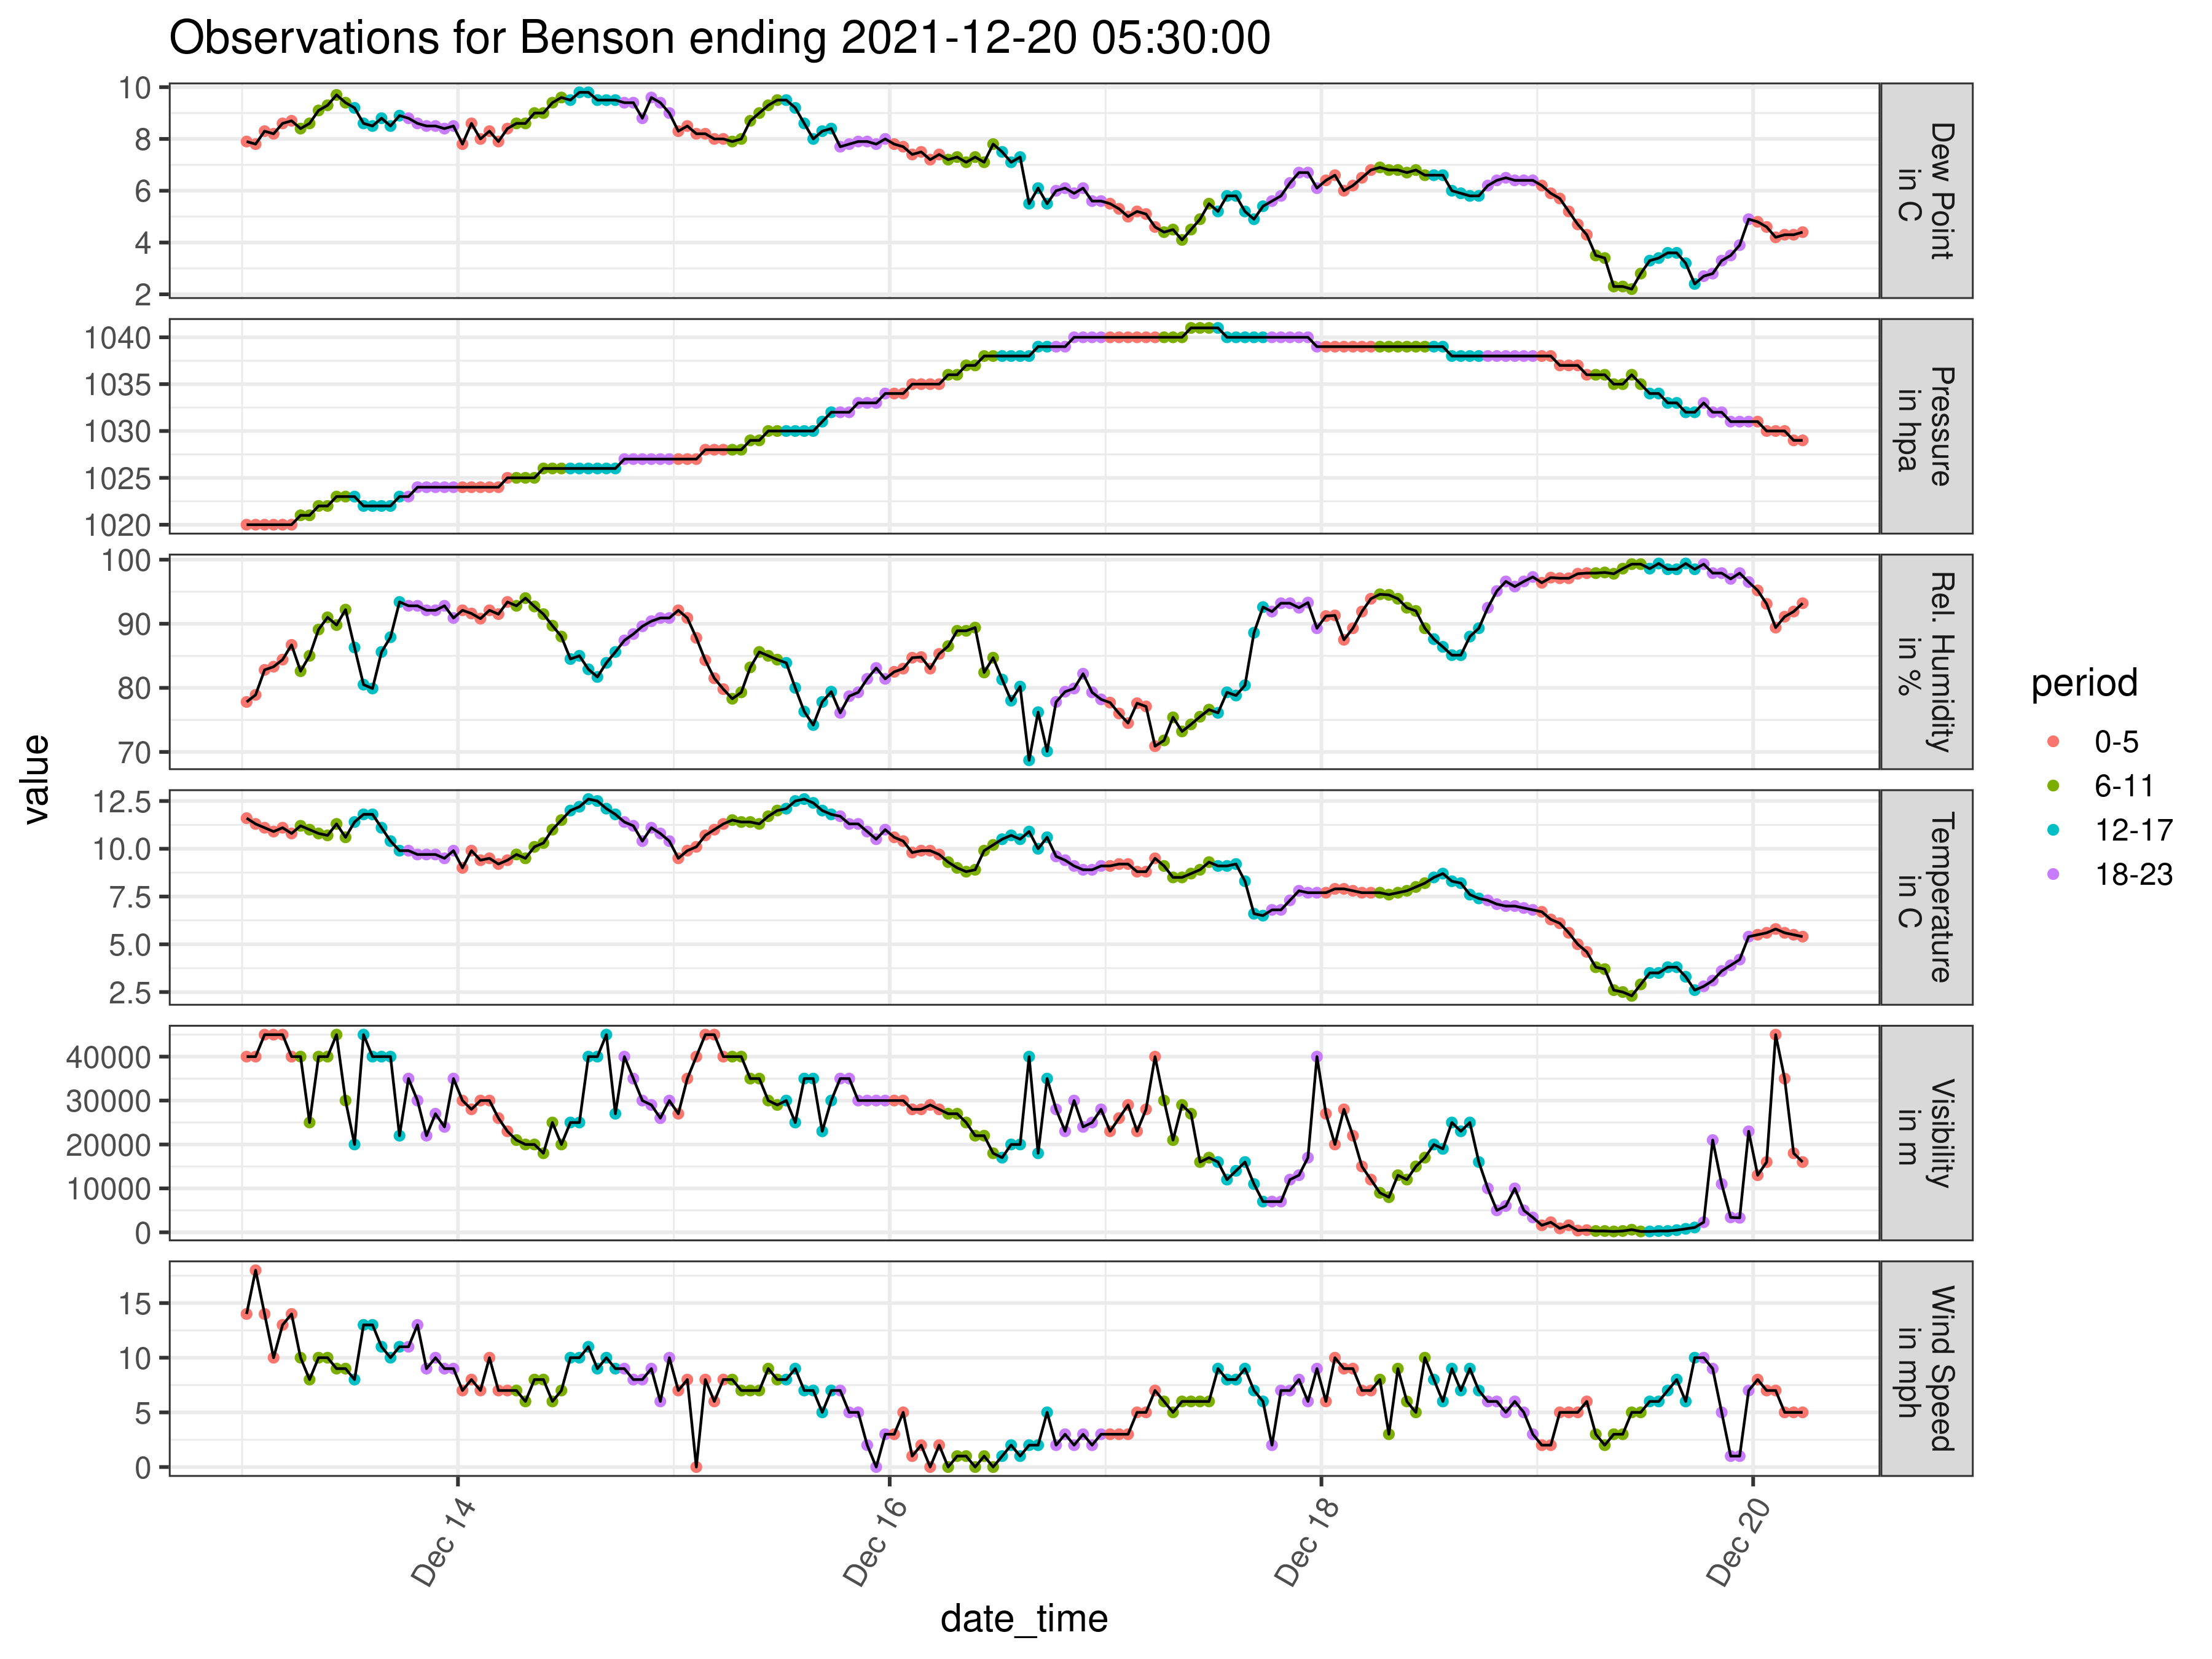 Observations for Benson ending 2021-12-20 05:30:00
value
10
8
6
4
2
Dew Point
in C
1040
1035
1030
1025
1020
Pressure
in hpa
100
90
80
70
Rel. Humidity
in %
12.5
10.0
7.5
5.0
2.5
Temperature
in C
40000
30000
20000
10000
0
Visibility
in m
15
10
5
0
Wind Speed
in mph
Dec 14
Dec 16
Dec 18
Dec 20
date_time
period
0-5
6-11
12-17
18-23